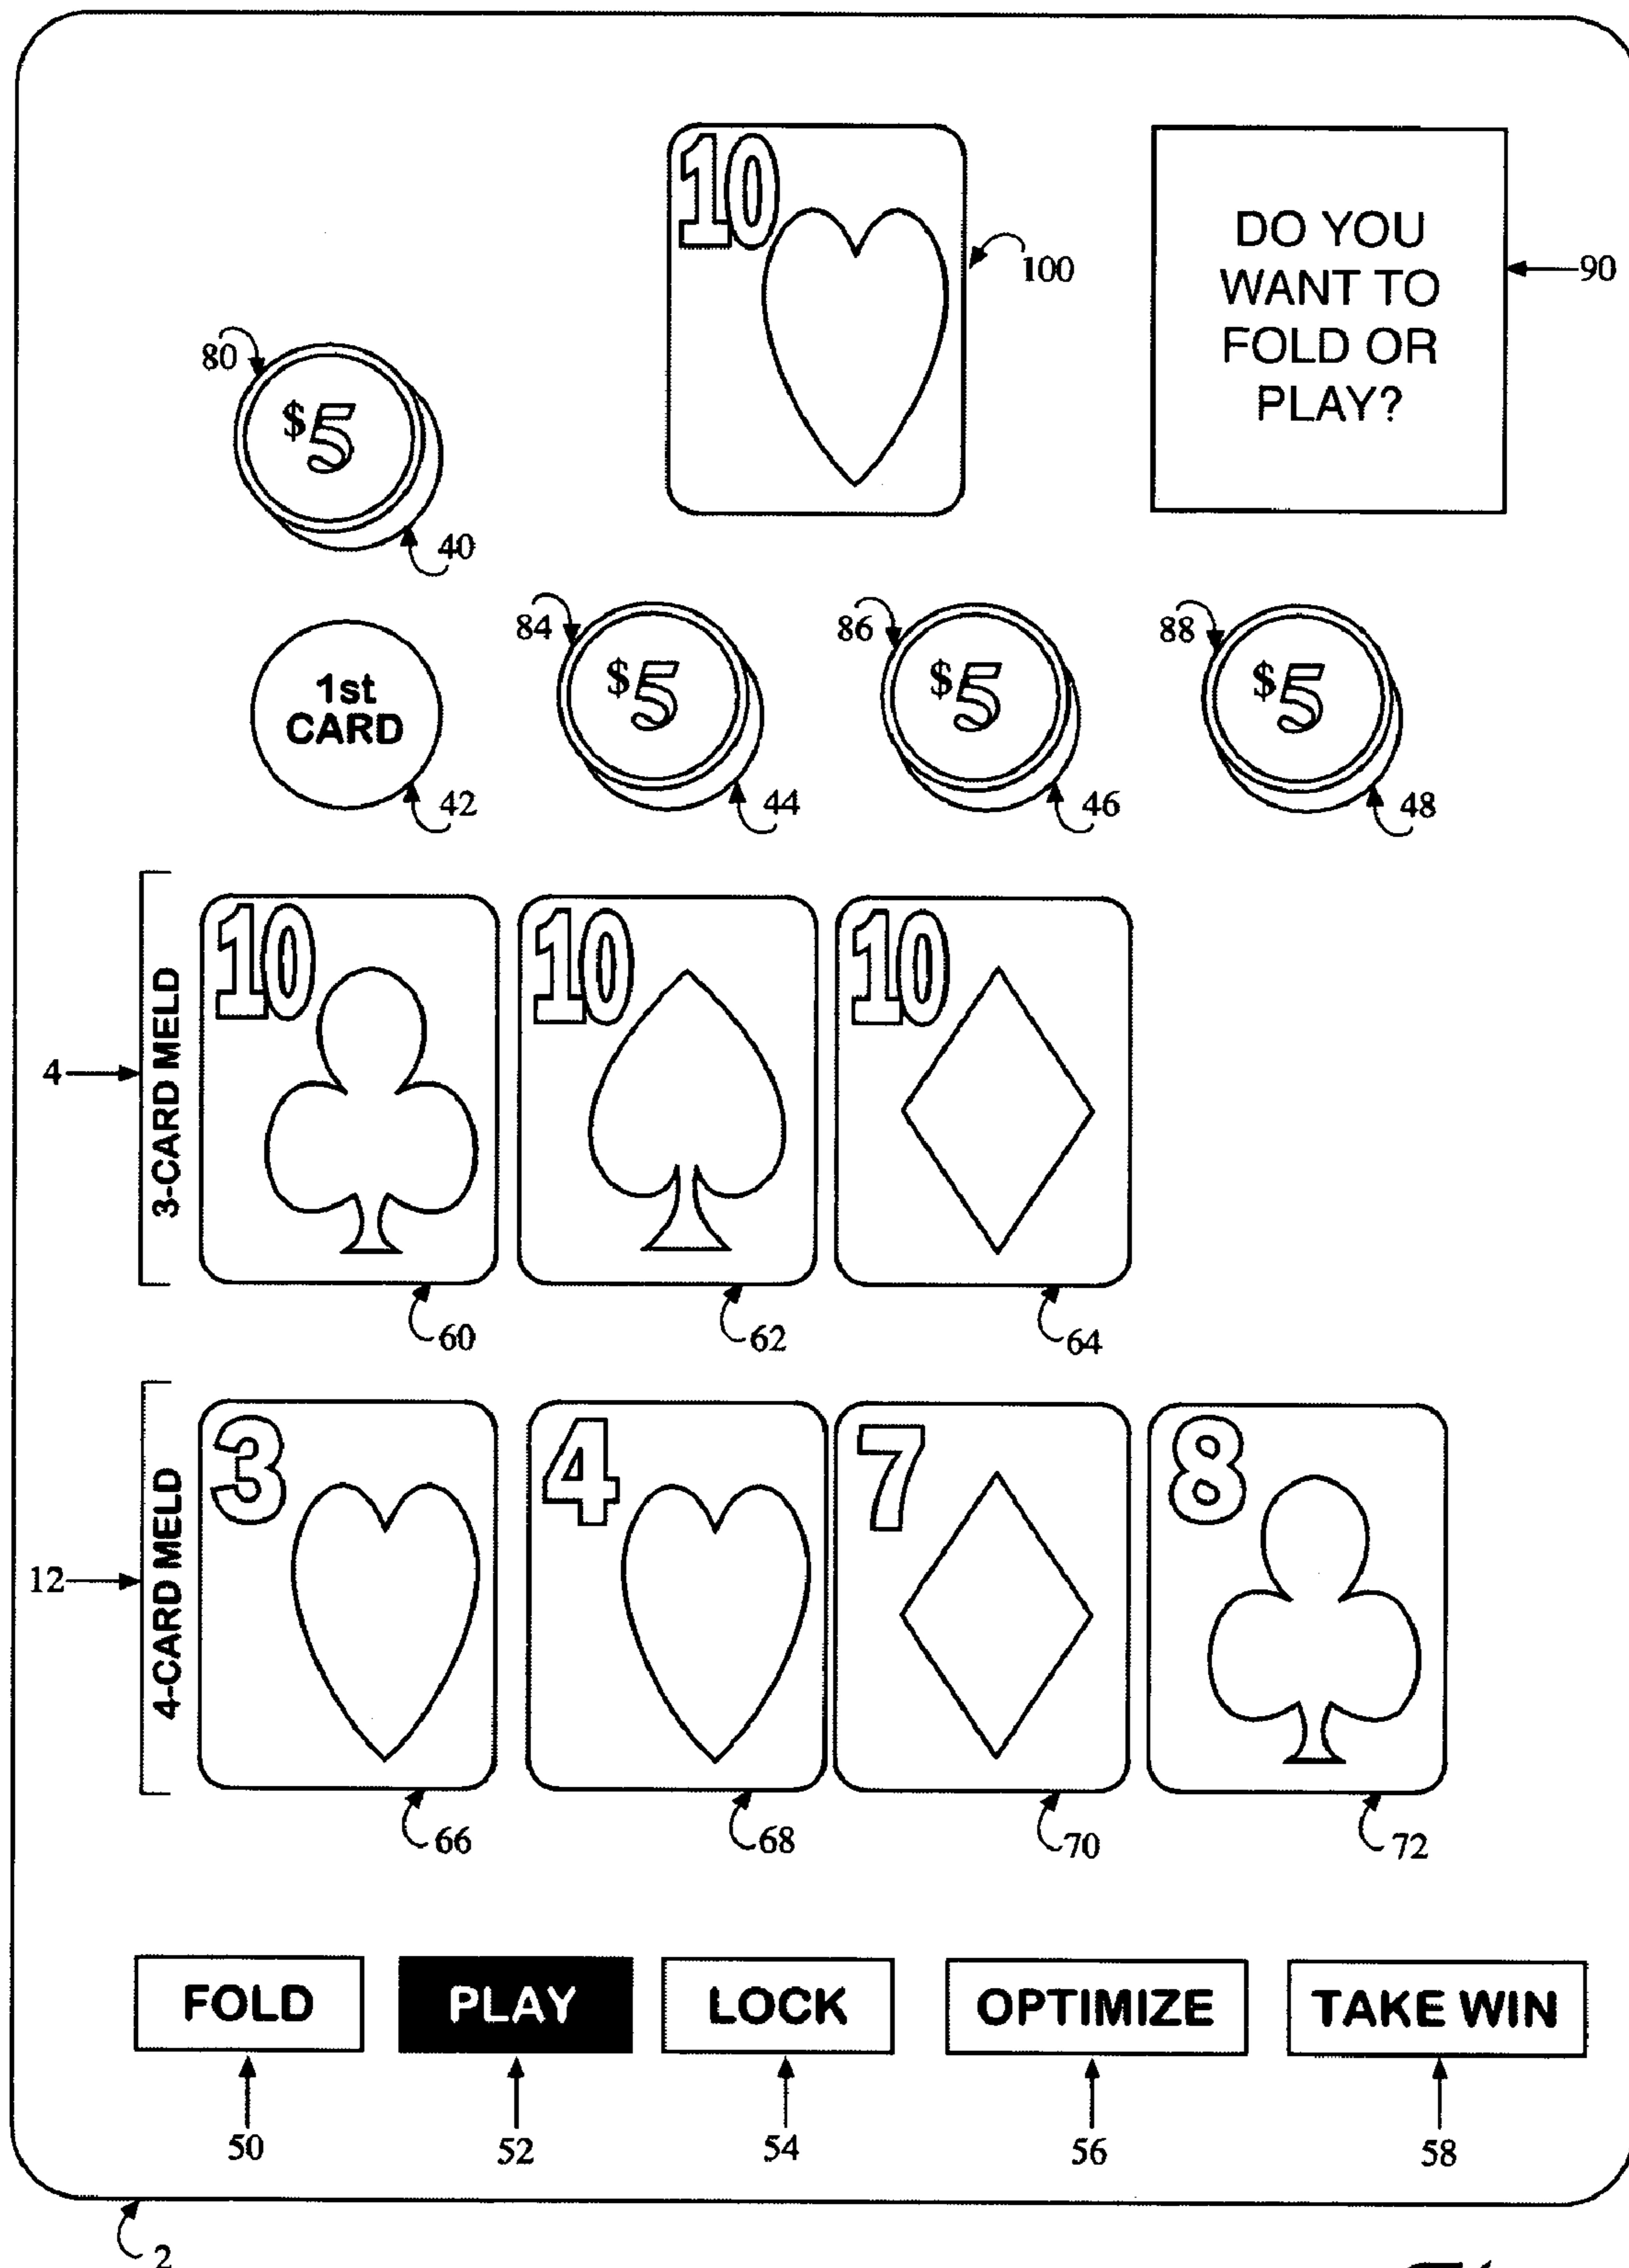 10
100
DO YOU
WANT TO
FOLD OR
PLAY?
90
80
$5
40
1st
CARD
42
84
$5
44
86
$5
46
88
$5
48
4
3-CARD MELD
10
10
10
60
62
64
12
4-CARD MELD
3
4
7
8
66
68
70
72
FOLD
PLAY
LOCK
OPTIMIZE
TAKE WIN
50
52
54
56
58
2